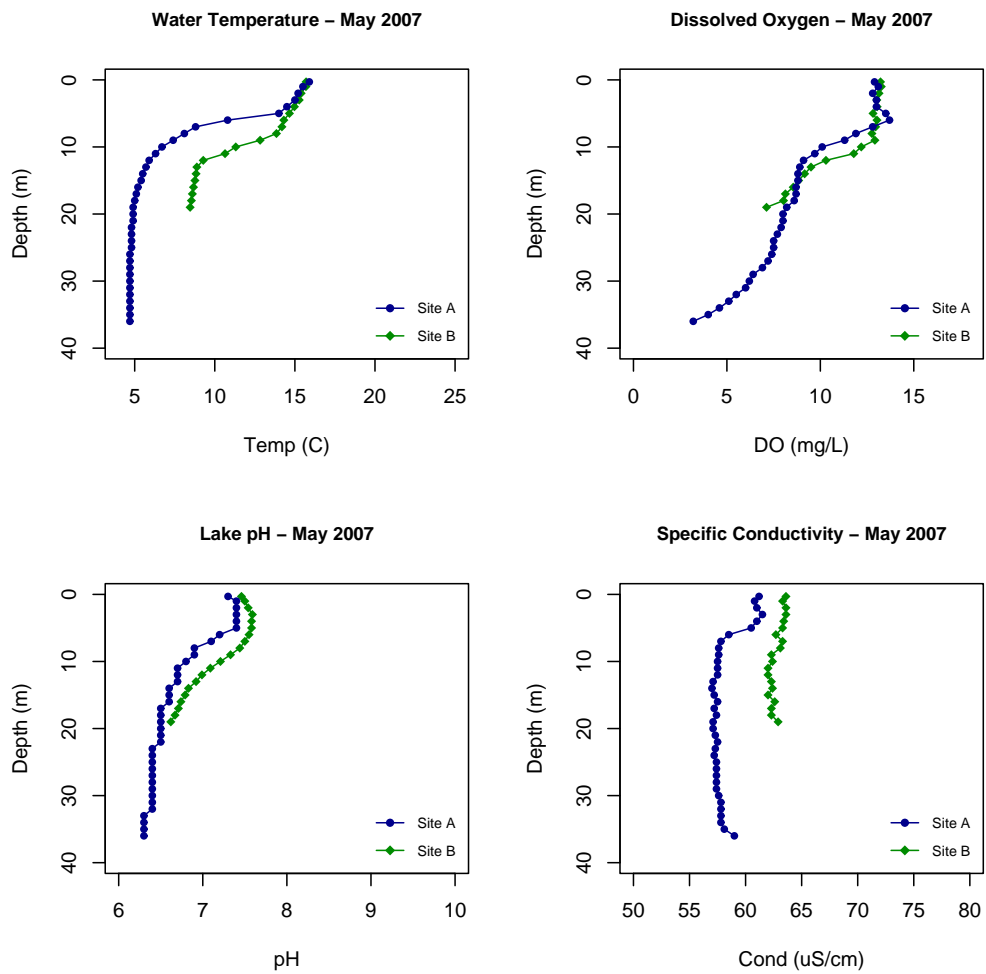 Water Temperature – May 2007
0
10
20
30
40
Depth (m)
5
10
15
20
25
Temp (C)
Site A
Site B
Dissolved Oxygen – May 2007
0
10
20
30
40
Depth (m)
0
5
10
15
DO (mg/L)
Site A
Site B
Lake pH – May 2007
0
10
20
30
40
Depth (m)
6
7
8
9
10
pH
Site A
Site B
Specific Conductivity – May 2007
0
10
20
30
40
Depth (m)
50
55
60
65
70
75
80
Cond (uS/cm)
Site A
Site B